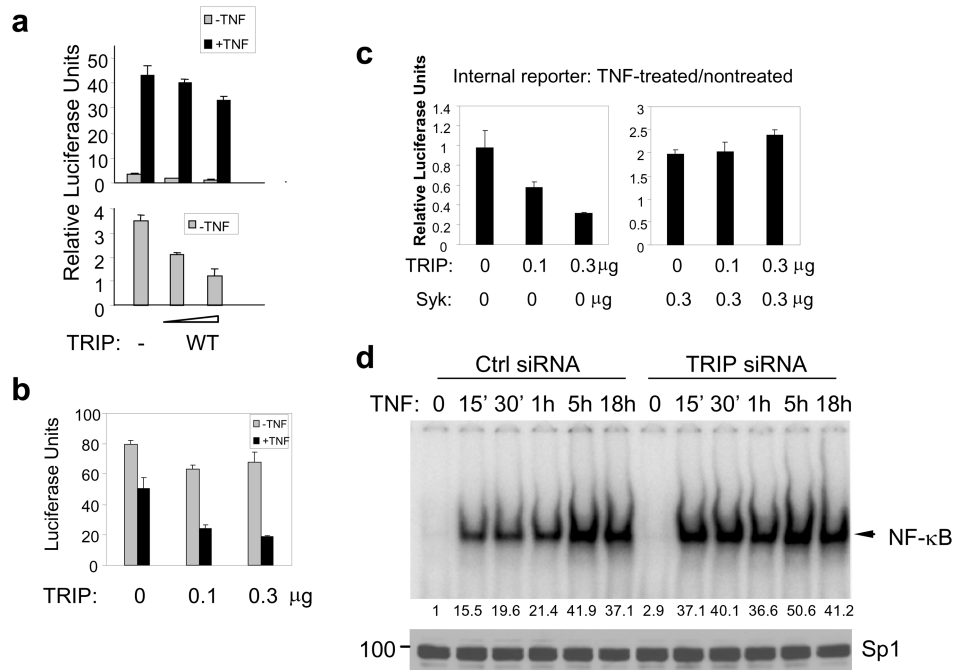 a
-TNF
+TNF
Relative Luciferase Units
50
40
30
20
10
0
-TNF
4
3
2
1
0
TRIP: - WT
b
Luciferase Units
100
80
60
40
20
0
-TNF
+TNF
TRIP: 0 0.1 0.3 μg
c
Internal reporter: TNF-treated/nontreated
Relative Luciferase Units
1.4
1.2
1
0.8
0.6
0.4
0.2
0
3
2.5
2
1.5
1
0.5
0
TRIP: 0 0.1 0.3 μg 0 0.1 0.3 μg
Syk: 0 0 0 μg 0.3 0.3 0.3 μg
d
Ctrl siRNA TRIP siRNA
TNF: 0 15' 30' 1h 5h 18h 0 15' 30' 1h 5h 18h
NF-κB
1 15.5 19.6 21.4 41.9 37.1 2.9 37.1 40.1 36.6 50.6 41.2
100 Sp1